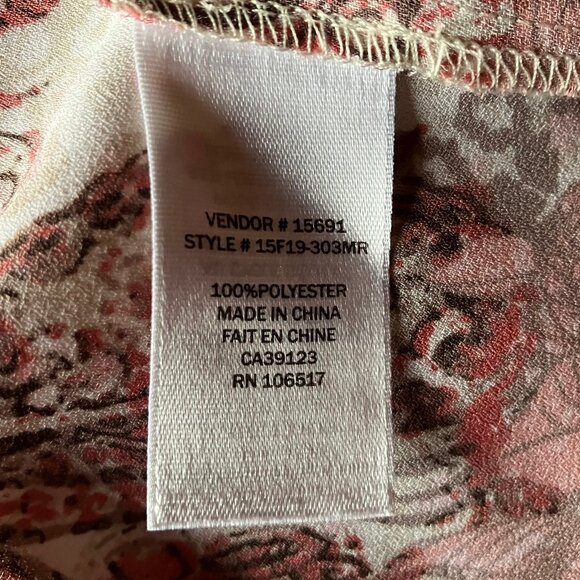 VENDOR # 15691
STYLE # 15F19-303MR
100%POLYESTER
MADE IN CHINA
FAIT EN CHINE
CA39123
RN 106517